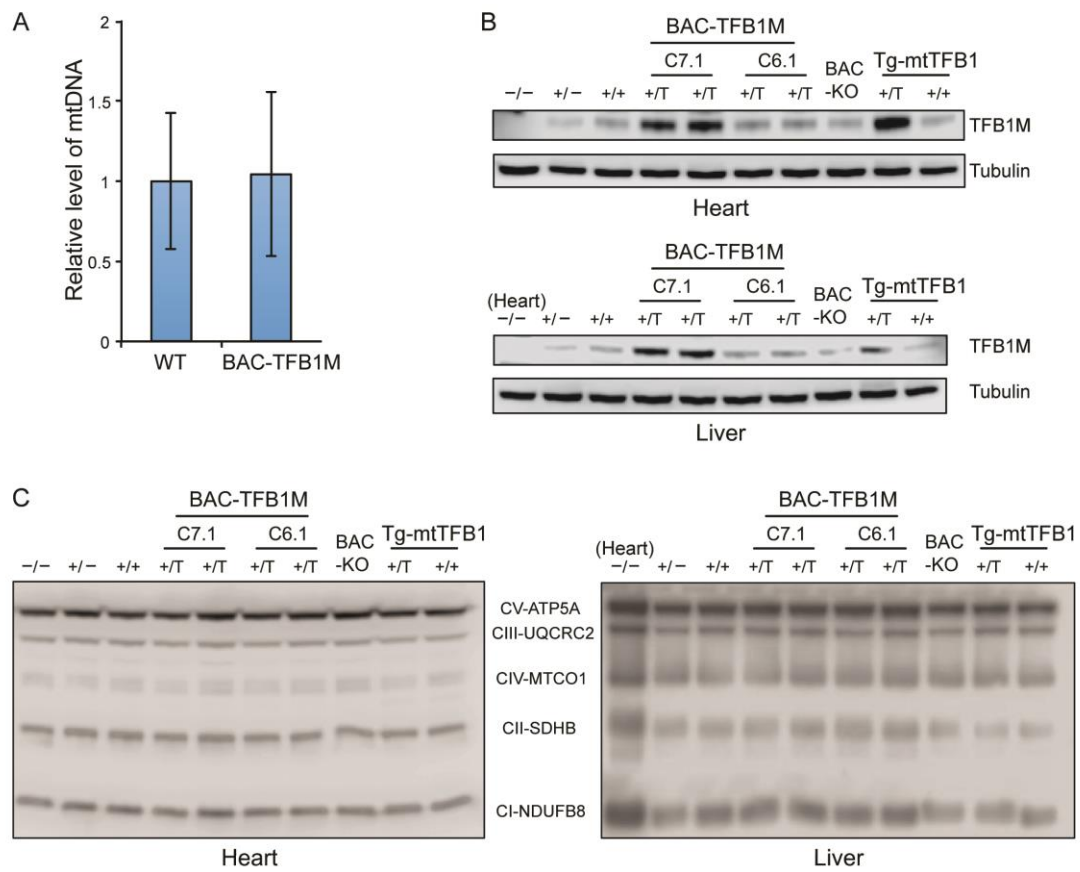 A
2
1.5
1
0.5
0
Relative level of mtDNA
WT BAC-TFB1M
B
BAC-TFB1M
C7.1 C6.1 BAC -KO Tg-mtTFB1
−/− +/− +/+ +/T +/T +/T +/T +/T +/+
TFB1M
Tubulin
Heart
BAC-TFB1M
C7.1 C6.1 BAC -KO Tg-mtTFB1
(Heart)
−/− +/− +/+ +/T +/T +/T +/T +/T +/+
TFB1M
Tubulin
Liver
C
BAC-TFB1M
C7.1 C6.1 BAC -KO Tg-mtTFB1
−/− +/− +/+ +/T +/T +/T +/T +/T +/+
CV-ATP5A
CIII-UQCRC2
CIV-MTCO1
CII-SDHB
CI-NDUFB8
Heart
BAC-TFB1M
C7.1 C6.1 BAC -KO Tg-mtTFB1
(Heart)
−/− +/− +/+ +/T +/T +/T +/T +/T +/+
Liver